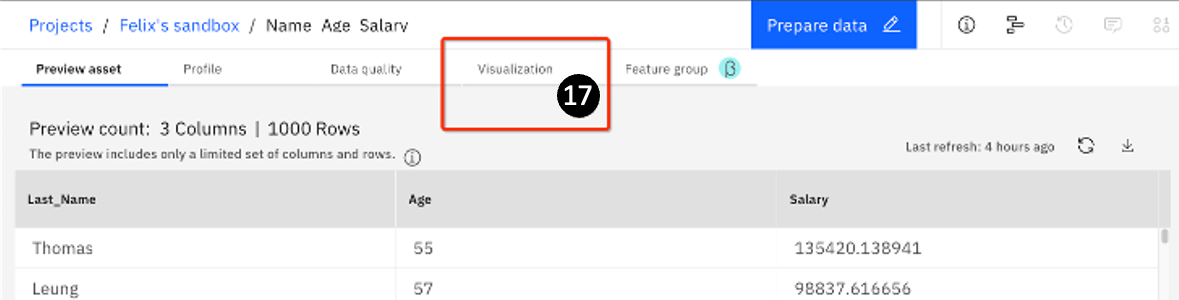 Projects / Felix's sandbox / Name Age Salary
Prepare data
Preview asset Profile Data quality Visualization Feature group β
17
Preview count: 3 Columns | 1000 Rows
The preview includes only a limited set of columns and rows.
Last refresh: 4 hours ago
Last_Name Age Salary
Thomas 55 135420.138941
Leung 57 98837.616656